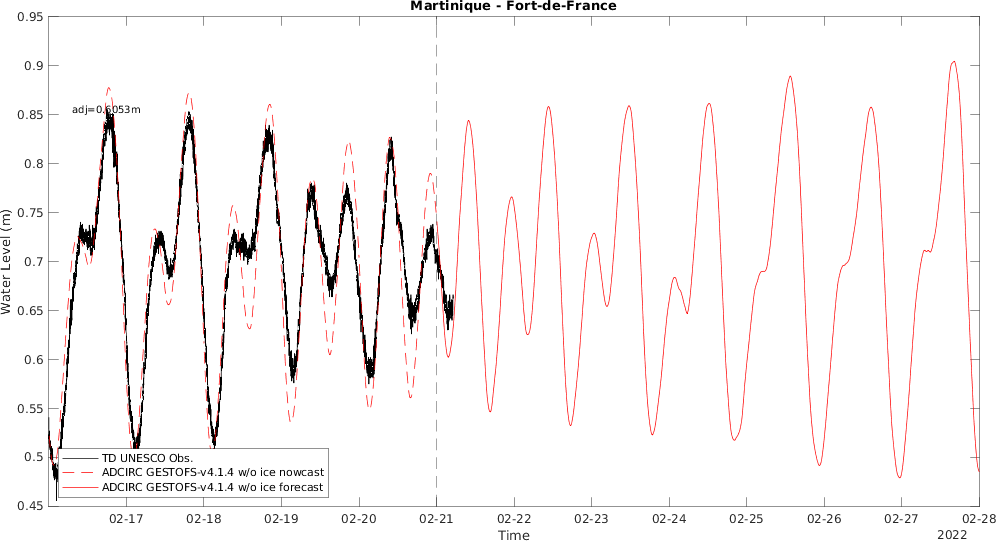 Martinique - Fort-de-France
0.95
0.9
0.85
0.8
0.75
0.7
0.65
0.6
0.55
0.5
0.45
Water Level (m)
adj=0.6053m
TD UNESCO Obs.
ADCIRC GESTOFS-v4.1.4 w/o ice nowcast
ADCIRC GESTOFS-v4.1.4 w/o ice forecast
02-17 02-18 02-19 02-20 02-21 02-22 02-23 02-24 02-25 02-26 02-27 02-28
Time
2022